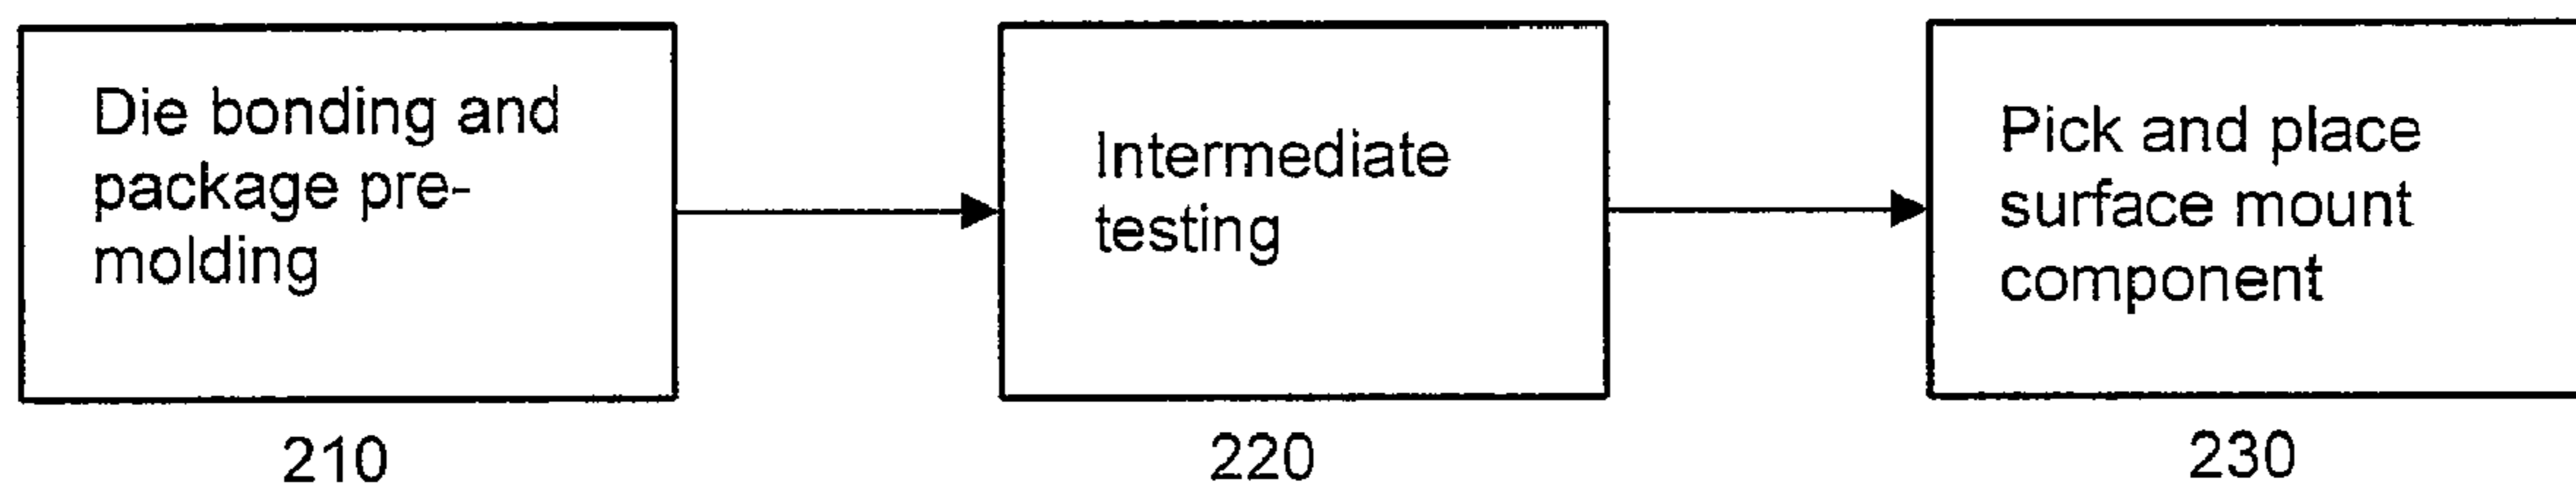 Die bonding and
package pre-
molding
210
Intermediate
testing
220
Pick and place
surface mount
component
230